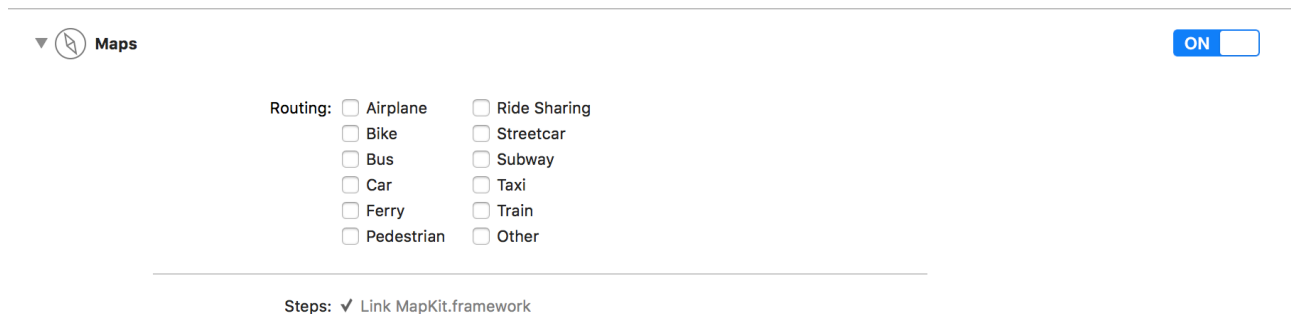 Maps
ON
Routing:
Airplane
Ride Sharing
Bike
Streetcar
Bus
Subway
Car
Taxi
Ferry
Train
Pedestrian
Other
Steps: ✓ Link MapKit.framework